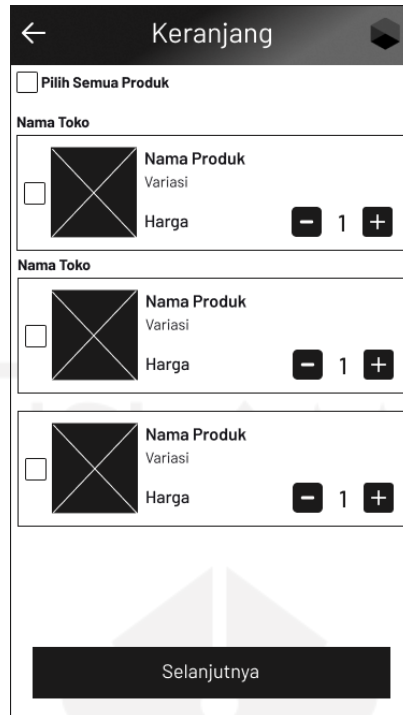 Keranjang
Pilih Semua Produk
Nama Toko
Nama Produk
Variasi
Harga
1
Nama Toko
Nama Produk
Variasi
Harga
1
Nama Produk
Variasi
Harga
1
Selanjutnya